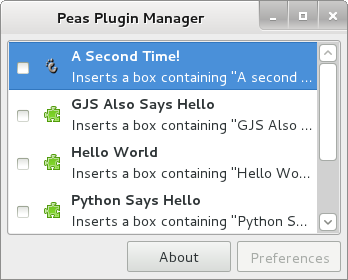 Peas Plugin Manager
A Second Time!
Inserts a box containing "A second ...
GJS Also Says Hello
Inserts a box containing "GJS Also ...
Hello World
Inserts a box containing "Hello Wo...
Python Says Hello
Inserts a box containing "Python S...
About
Preferences